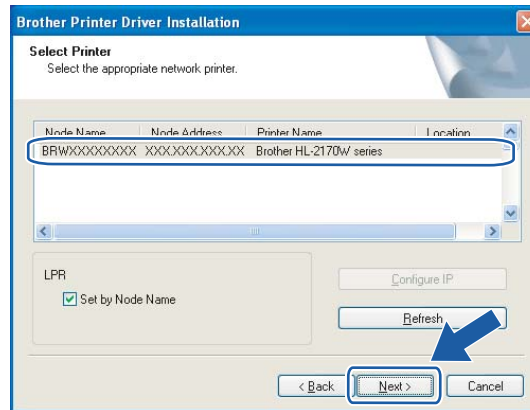 Brother Printer Driver Installation
Select Printer
Select the appropriate network printer.
Node Name Node Address Printer Name Location
BRWXXXXXXXX XXX.XXX.XXX.XX Brother HL-2170W series
LPR
Set by Node Name
Configure IP
Refresh
< Back Next > Cancel